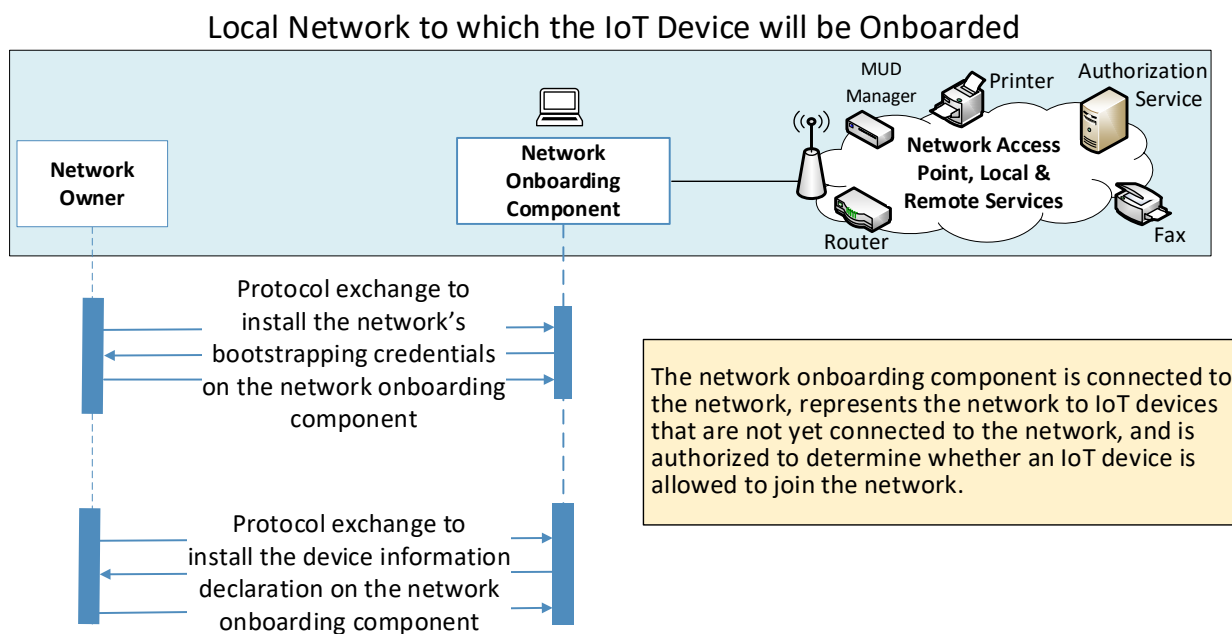 Local Network to which the IoT Device will be Onboarded
MUD
Manager
Printer
Authorization
Service
Network
Owner
Network
Onboarding
Component
Network Access
Point, Local &
Remote Services
Router
Fax
Protocol exchange to
install the network’s
bootstrapping credentials
on the network onboarding
component
The network onboarding component is connected to
the network, represents the network to IoT devices
that are not yet connected to the network, and is
authorized to determine whether an IoT device is
allowed to join the network.
Protocol exchange to
install the device information
declaration on the network
onboarding component